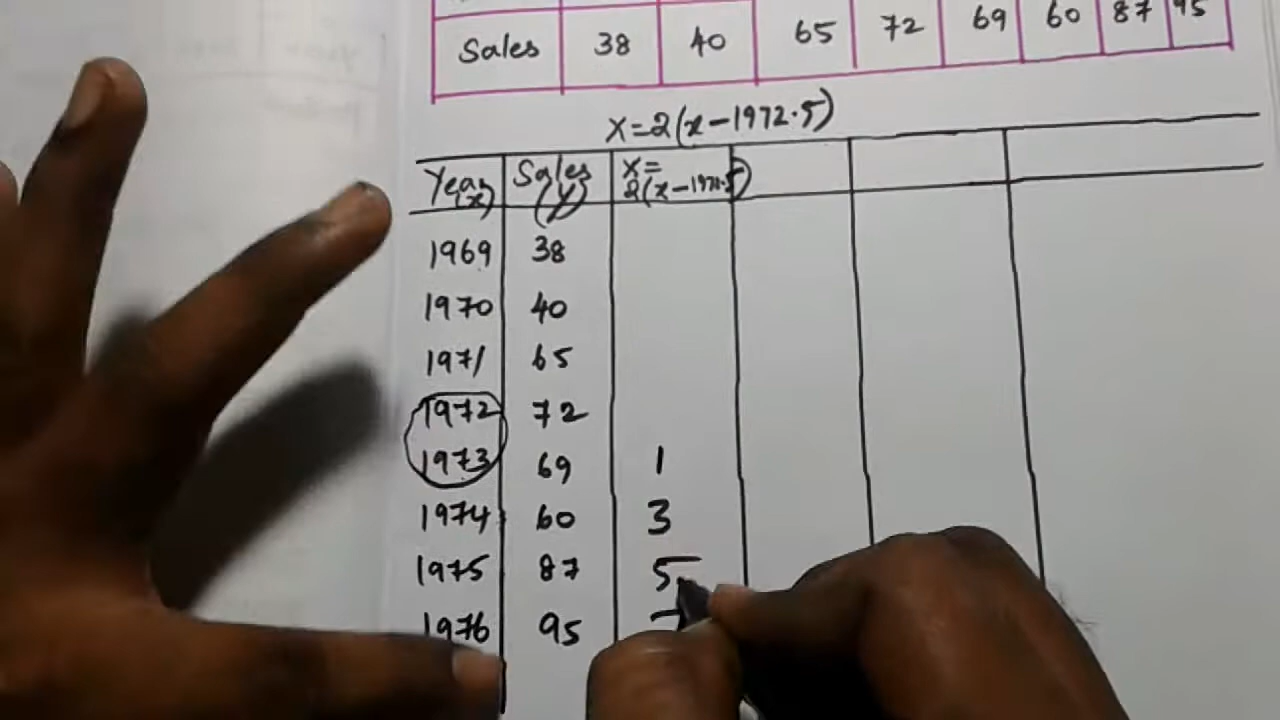 Sales 38 40 65 72 69 60 87 95
X=2(x-1972.5)
Year Sales X=
(x) (y) 2(x-1972.5)
1969 38
1970 40
1971 65
1972 72
1973 69 1
1974 60 3
1975 87 5
1976 95